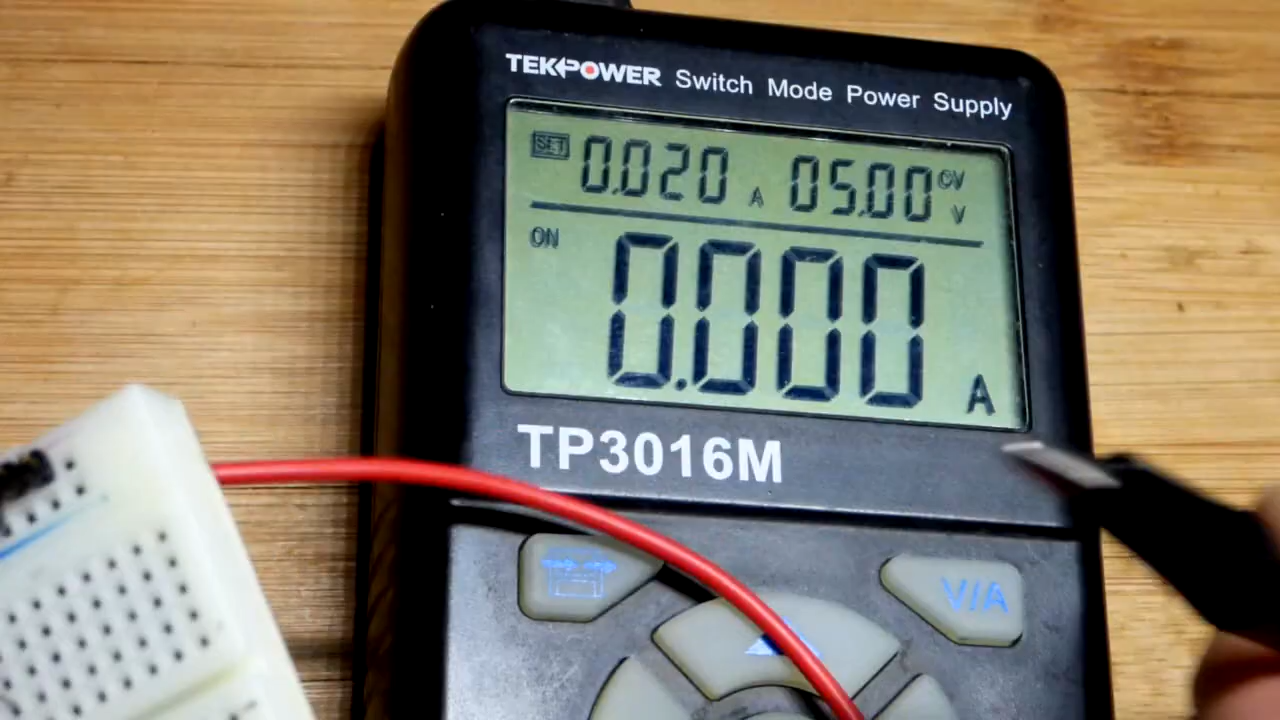 TEKPOWER Switch Mode Power Supply
SET 0.020 A 05.00 CV V
ON
0.000 A
TP3016M
V/A